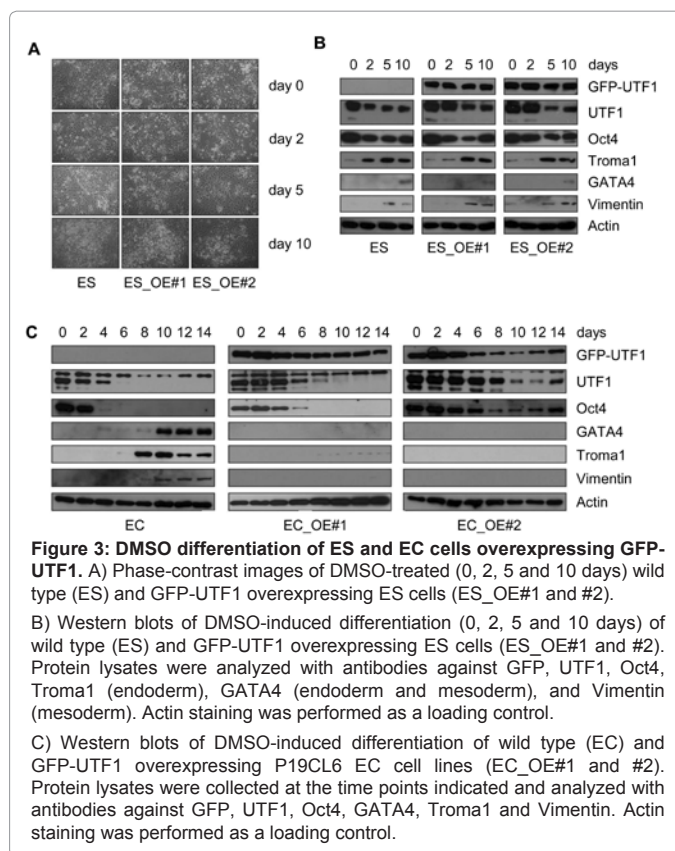 A
day 0
day 2
day 5
day 10
ES ES_OE#1 ES_OE#2
B
0 2 5 10 0 2 5 10 0 2 5 10 days
GFP-UTF1
UTF1
Oct4
Troma1
GATA4
Vimentin
Actin
ES ES_OE#1 ES_OE#2
C
0 2 4 6 8 10 12 14 0 2 4 6 8 10 12 14 0 2 4 6 8 10 12 14 days
GFP-UTF1
UTF1
Oct4
GATA4
Troma1
Vimentin
Actin
EC EC_OE#1 EC_OE#2
Figure 3: DMSO differentiation of ES and EC cells overexpressing GFP-
UTF1. A) Phase-contrast images of DMSO-treated (0, 2, 5 and 10 days) wild
type (ES) and GFP-UTF1 overexpressing ES cells (ES_OE#1 and #2).
B) Western blots of DMSO-induced differentiation (0, 2, 5 and 10 days) of
wild type (ES) and GFP-UTF1 overexpressing ES cells (ES_OE#1 and #2).
Protein lysates were analyzed with antibodies against GFP, UTF1, Oct4,
Troma1 (endoderm), GATA4 (endoderm and mesoderm), and Vimentin
(mesoderm). Actin staining was performed as a loading control.
C) Western blots of DMSO-induced differentiation of wild type (EC) and
GFP-UTF1 overexpressing P19CL6 EC cell lines (EC_OE#1 and #2).
Protein lysates were collected at the time points indicated and analyzed with
antibodies against GFP, UTF1, Oct4, GATA4, Troma1 and Vimentin. Actin
staining was performed as a loading control.